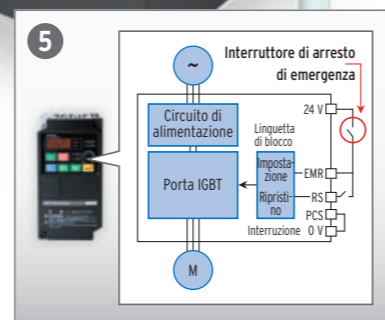 5
Interruttore di arresto
di emergenza
~
24 V
Circuito di
alimentazione
Linguetta
di blocco
Porta IGBT
Imposta-
zione
EMR
Ripristi-
no
RS
PCS
Interruzione 0 V
M